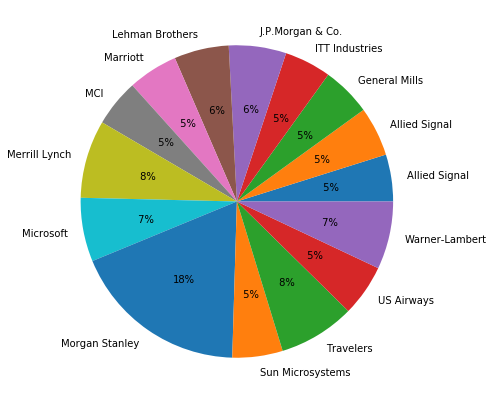 J.P.Morgan & Co.
Lehman Brothers
ITT Industries
Marriott
General Mills
MCI
Allied Signal
Merrill Lynch
Allied Signal
Microsoft
Warner-Lambert
US Airways
Morgan Stanley
Travelers
Sun Microsystems
6%
6%
5%
5%
5%
5%
5%
8%
5%
7%
7%
5%
18%
8%
5%